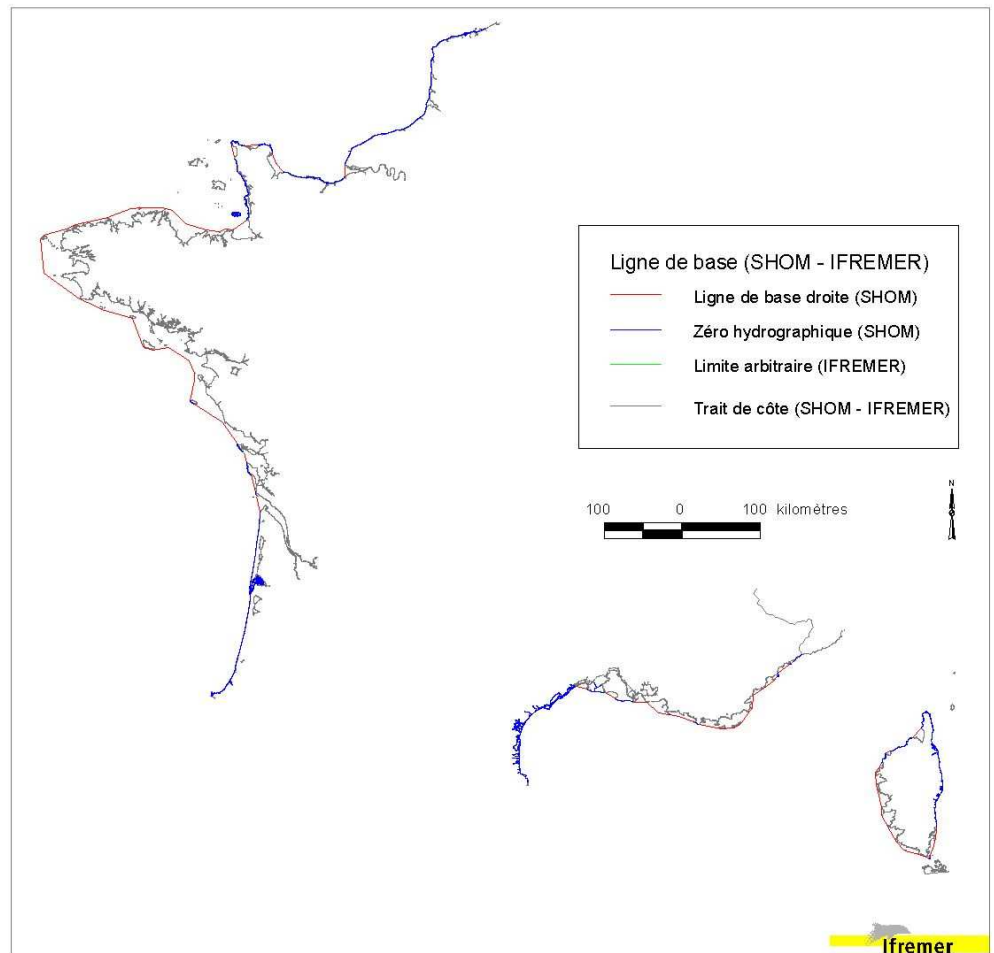 Ligne de base (SHOM - IFREMER)
Ligne de base droite (SHOM)
Zéro hydrographique (SHOM)
Limite arbitraire (IFREMER)
Trait de côte (SHOM - IFREMER)
100 0 100 kilomètres
N
Ifremer